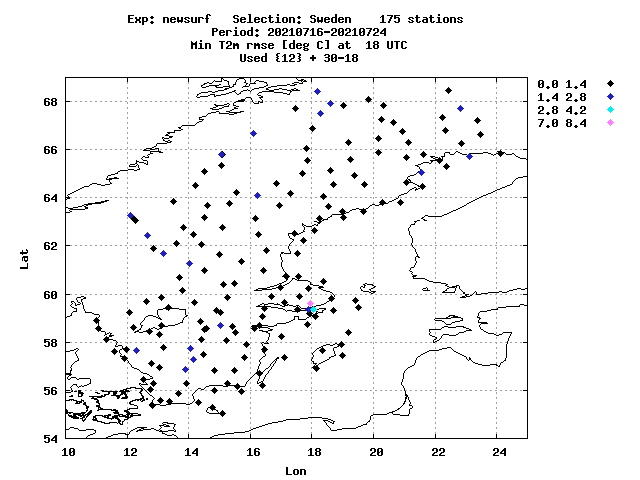 Exp: newsurf Selection: Sweden 175 stations
Period: 20210716-20210724
Min T2m rmse [deg C] at 18 UTC
Used {12} + 30-18
0.0 1.4
1.4 2.8
2.8 4.2
7.0 8.4
68
66
64
62
60
58
56
54
Lat
10 12 14 16 18 20 22 24
Lon